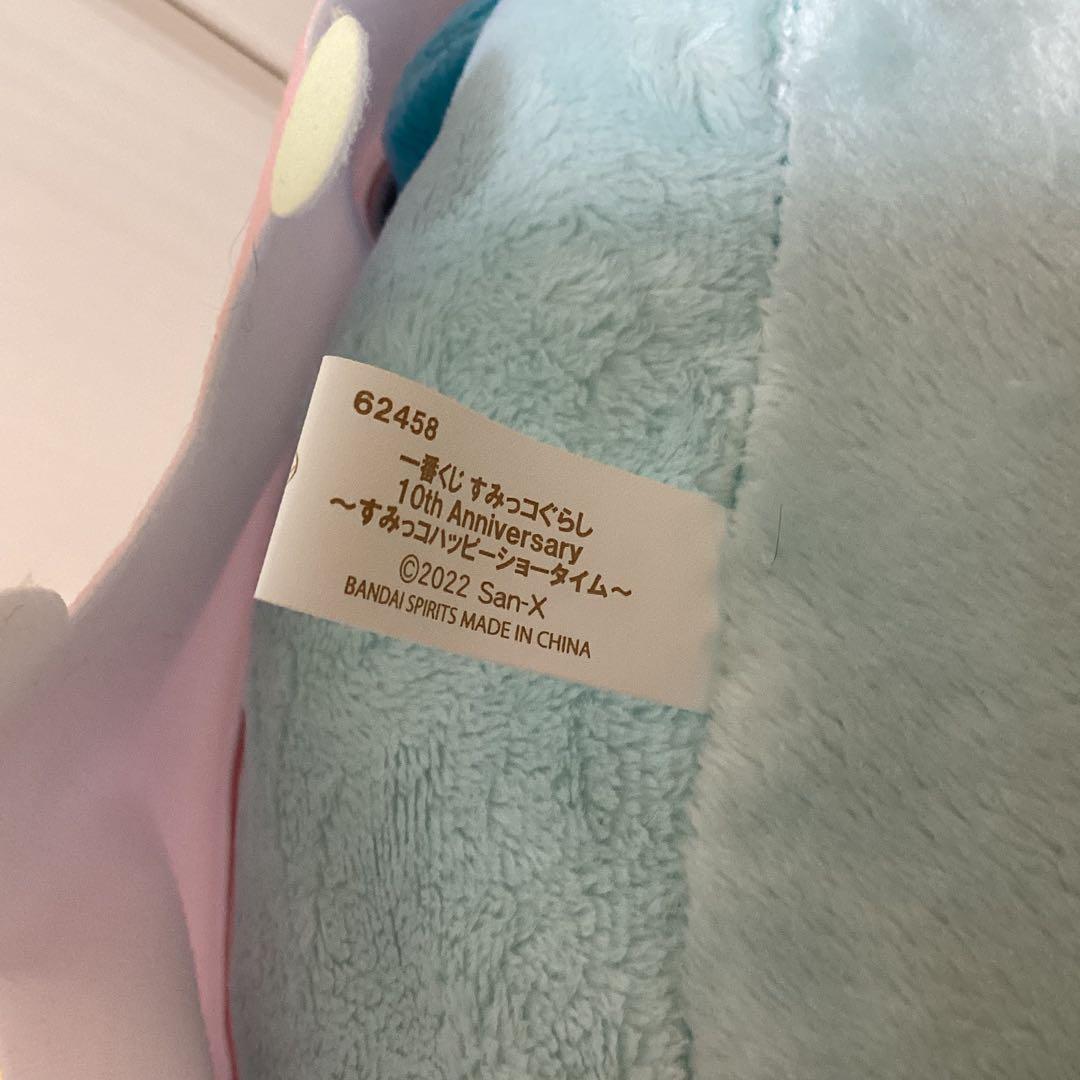 62458
一番くじ すみっコぐらし
10th Anniversary
～すみっコハッピーショータイム～
©2022 San-X
BANDAI SPIRITS MADE IN CHINA